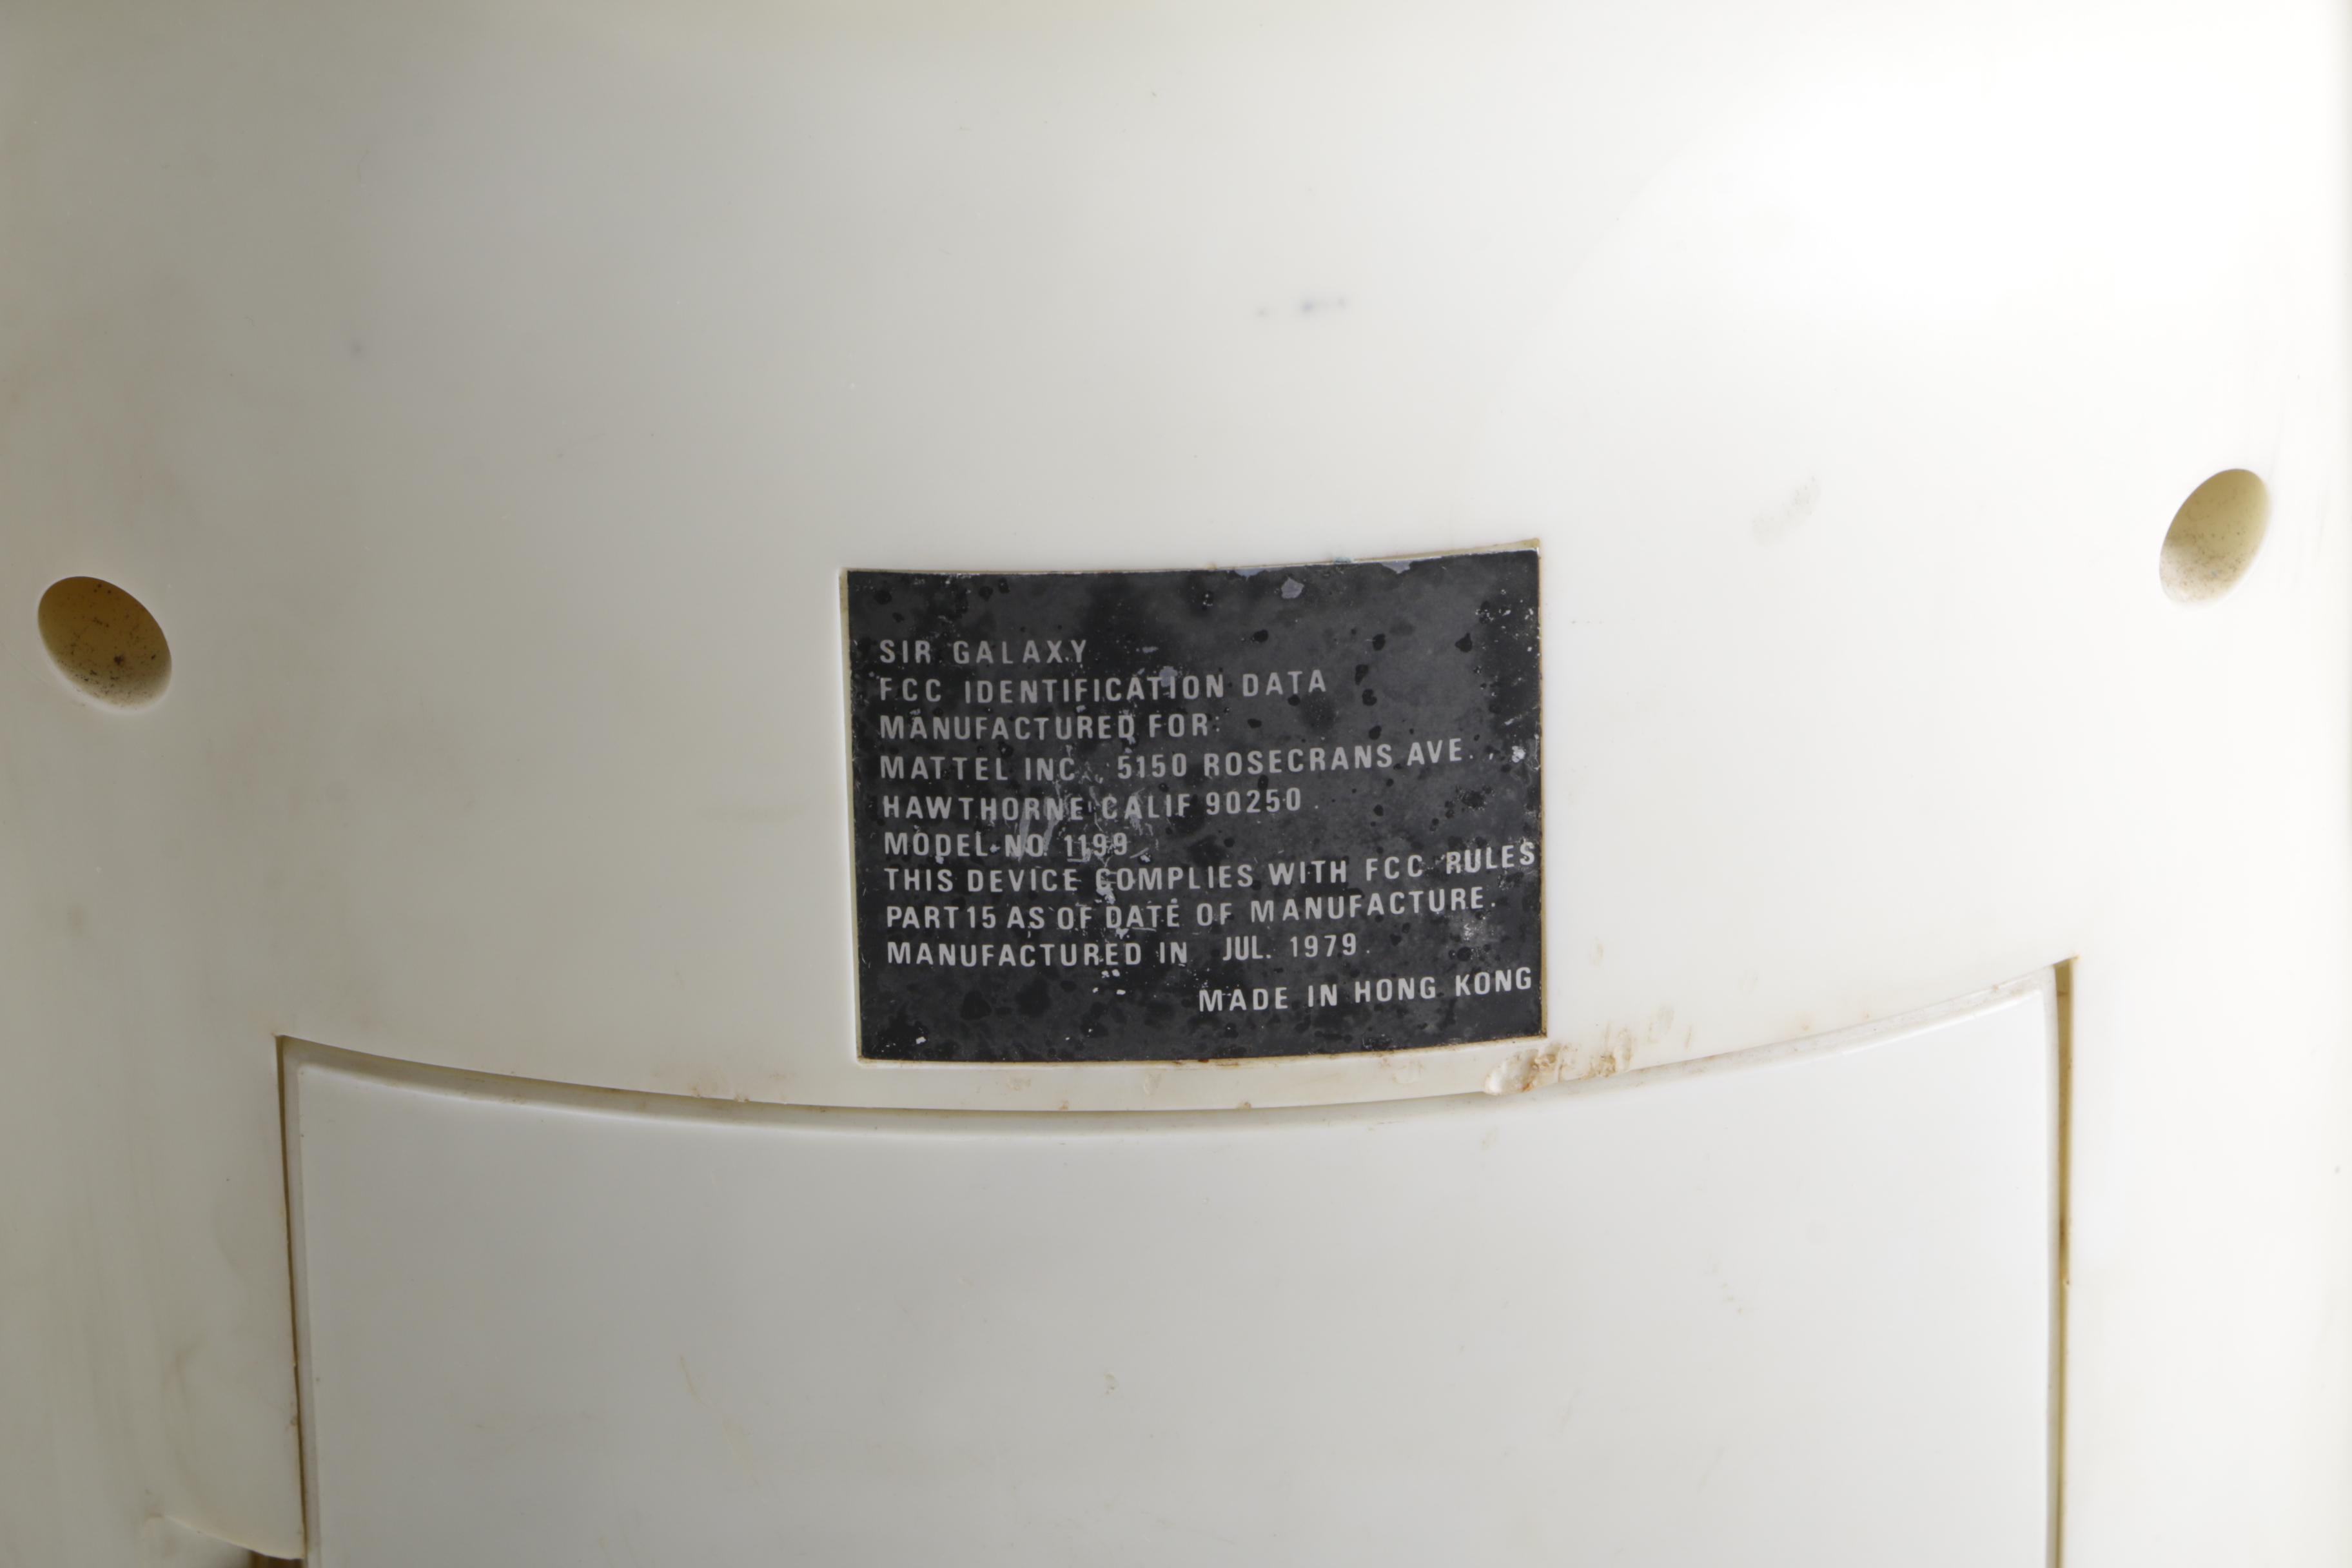 SIR GALAXY
FCC IDENTIFICATION DATA
MANUFACTURED FOR:
MATTEL INC., 5150 ROSECRANS AVE.,
HAWTHORNE CALIF 90250.
MODEL NO. 1199
THIS DEVICE COMPLIES WITH FCC RULES
PART 15 AS OF DATE OF MANUFACTURE.
MANUFACTURED IN JUL. 1979.
MADE IN HONG KONG